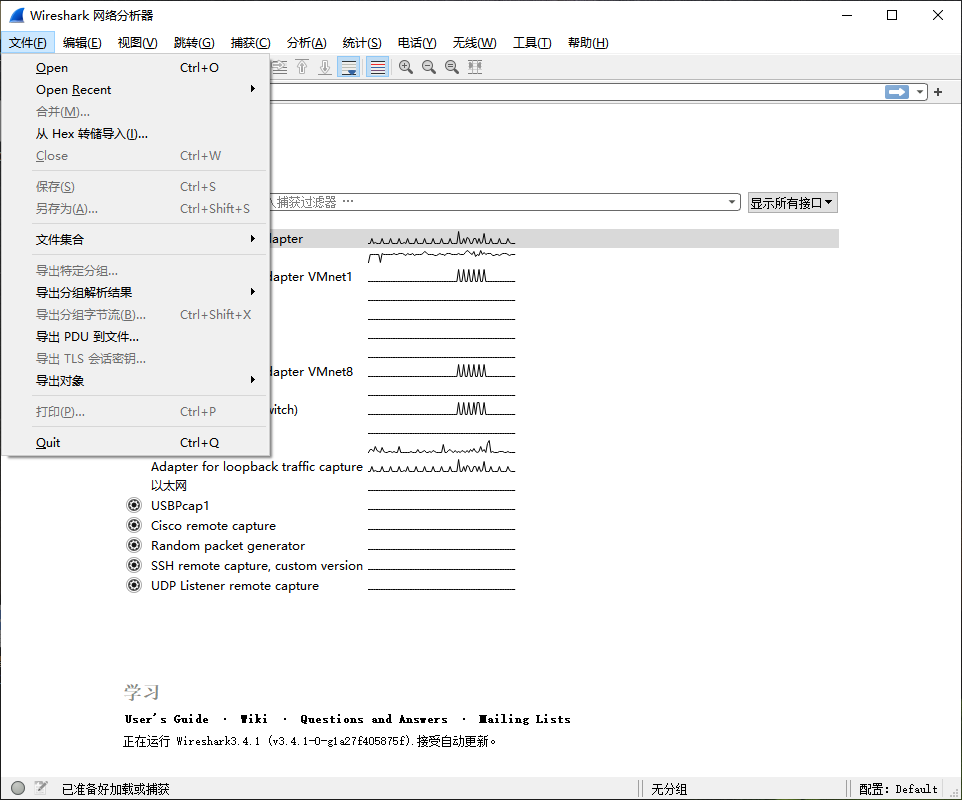 Wireshark 网络分析器
文件(F) 编辑(E) 视图(V) 跳转(G) 捕获(C) 分析(A) 统计(S) 电话(Y) 无线(W) 工具(T) 帮助(H)
Open Ctrl+O
Open Recent
合并(M)...
从 Hex 转储导入(I)...
Close Ctrl+W
保存(S) Ctrl+S
另存为(A)... Ctrl+Shift+S
文件集合
导出特定分组...
导出分组解析结果
导出分组字节流(B)... Ctrl+Shift+X
导出 PDU 到文件...
导出 TLS 会话密钥...
导出对象
打印(P)... Ctrl+P
Quit Ctrl+Q
捕获过滤器 …
显示所有接口
dapter
dapter VMnet1
dapter VMnet8
witch)
Adapter for loopback traffic capture
以太网
USBPcap1
Cisco remote capture
Random packet generator
SSH remote capture, custom version
UDP Listener remote capture
学习
User's Guide · Wiki · Questions and Answers · Mailing Lists
正在运行 Wireshark3.4.1 (v3.4.1-0-g1a27f405875f).接受自动更新。
已准备好加载或捕获 无分组 配置：Default